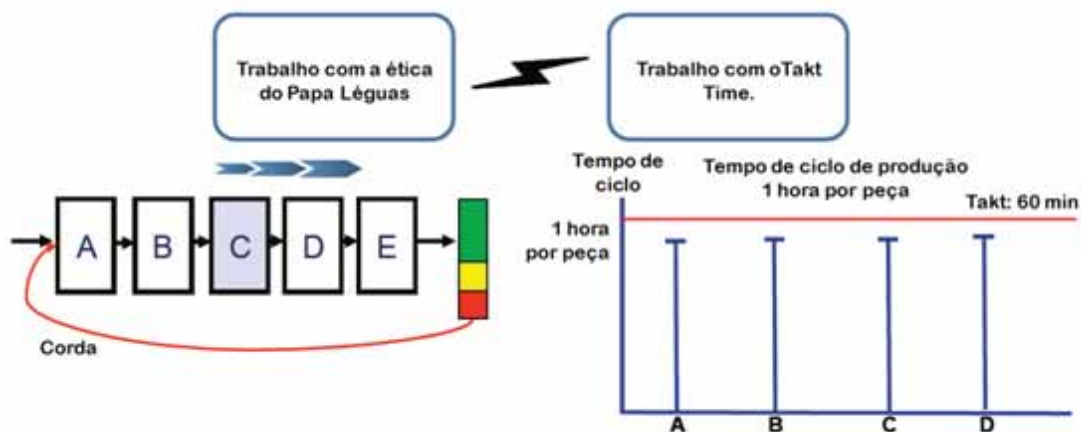 Trabalho com a ética
do Papa Léguas
Trabalho com oTakt
Time.
A
B
C
D
E
Corda
Tempo de
ciclo
Tempo de ciclo de produção
1 hora por peça
Takt: 60 min
1 hora
por peça
A
B
C
D